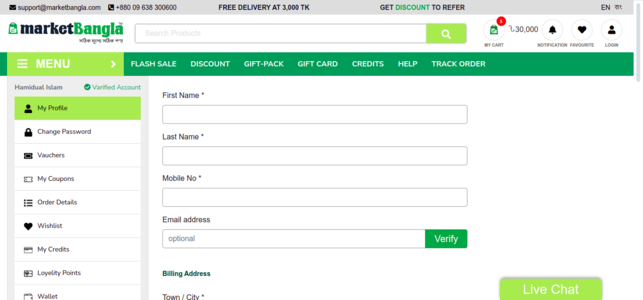 support@marketbangla.com +880 09 638 300600 FREE DELIVERY AT 3,000 TK GET DISCOUNT TO REFER EN বাং
marketBangla
সঠিক মূল্যে সঠিক পণ্য
Search Products
5
৳30,000
MY CART NOTIFICATION FAVOURITE LOGIN
MENU FLASH SALE DISCOUNT GIFT-PACK GIFT CARD CREDITS HELP TRACK ORDER
Hamidual Islam Verified Account
My Profile
Change Password
Vauchers
My Coupons
Order Details
Wishlist
My Credits
Loyelity Points
Wallet
First Name *
Last Name *
Mobile No *
Email address
optional Verify
Billing Address
Town / City *
Live Chat